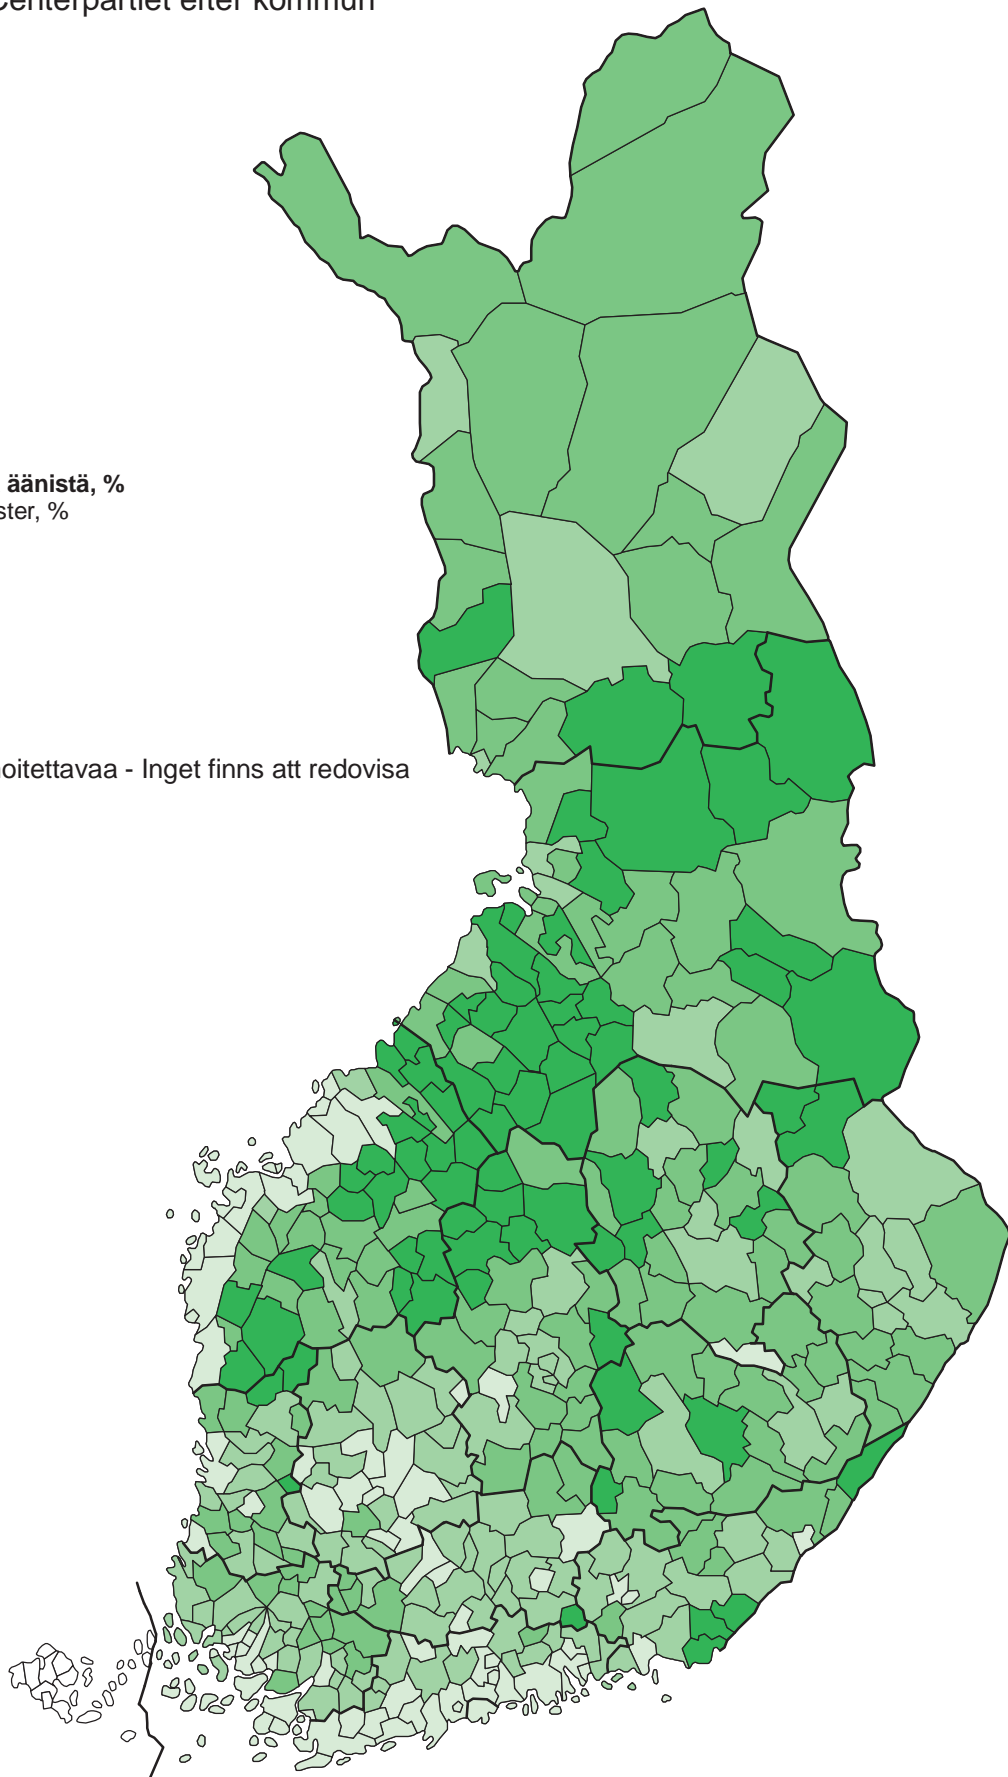 Centerpartiet efter kommun
äänistä, %
ster, %
oitettavaa - Inget finns att redovisa